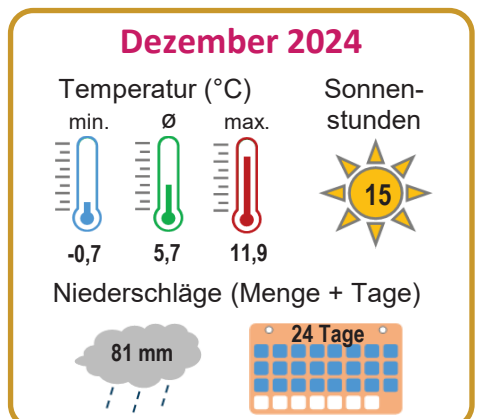 Dezember 2024
Temperatur (°C)
min. ø max.
-0,7 5,7 11,9
Sonnen-
stunden
15
Niederschläge (Menge + Tage)
81 mm
24 Tage